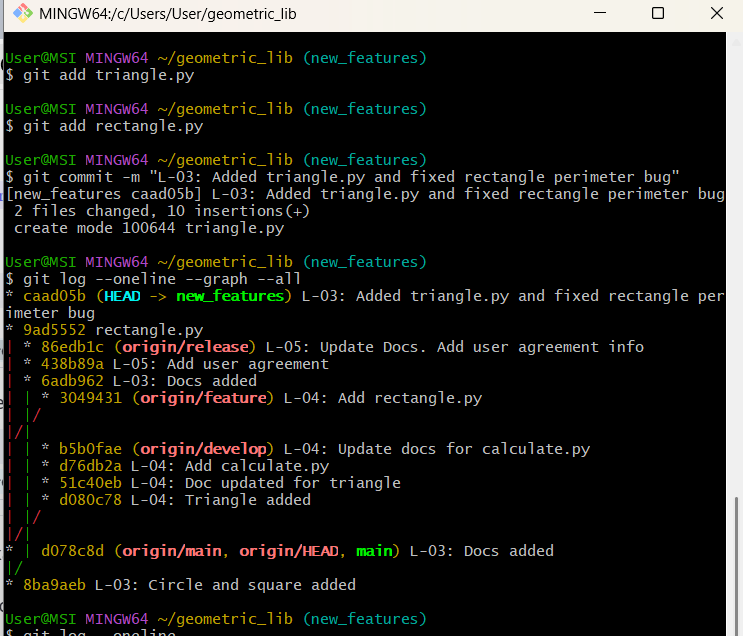 MINGW64:/c/Users/User/geometric_lib
User@MSI MINGW64 ~/geometric_lib (new_features)
$ git add triangle.py
User@MSI MINGW64 ~/geometric_lib (new_features)
$ git add rectangle.py
User@MSI MINGW64 ~/geometric_lib (new_features)
$ git commit -m "L-03: Added triangle.py and fixed rectangle perimeter bug"
[new_features caad05b] L-03: Added triangle.py and fixed rectangle perimeter bug
 2 files changed, 10 insertions(+)
 create mode 100644 triangle.py
User@MSI MINGW64 ~/geometric_lib (new_features)
$ git log --oneline --graph --all
* caad05b (HEAD -> new_features) L-03: Added triangle.py and fixed rectangle per
imeter bug
* 9ad5552 rectangle.py
| * 86edb1c (origin/release) L-05: Update Docs. Add user agreement info
| * 438b89a L-05: Add user agreement
| * 6adb962 L-03: Docs added
| | * 3049431 (origin/feature) L-04: Add rectangle.py
| |/
|/|
| | * b5b0fae (origin/develop) L-04: Update docs for calculate.py
| | * d76db2a L-04: Add calculate.py
| | * 51c40eb L-04: Doc updated for triangle
| | * d080c78 L-04: Triangle added
| |/
|/|
* | d078c8d (origin/main, origin/HEAD, main) L-03: Docs added
|/
* 8ba9aeb L-03: Circle and square added
User@MSI MINGW64 ~/geometric_lib (new_features)
$ git log --oneline